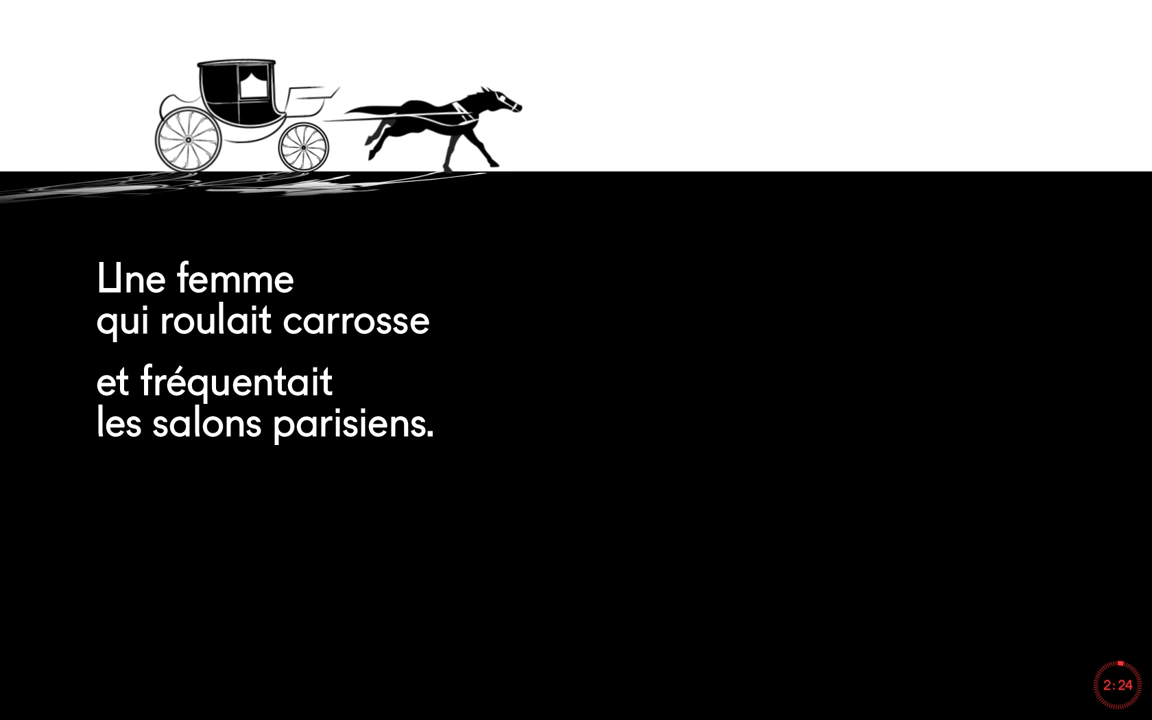 Une femme
qui roulait carrosse
et fréquentait
les salons parisiens.
2:24